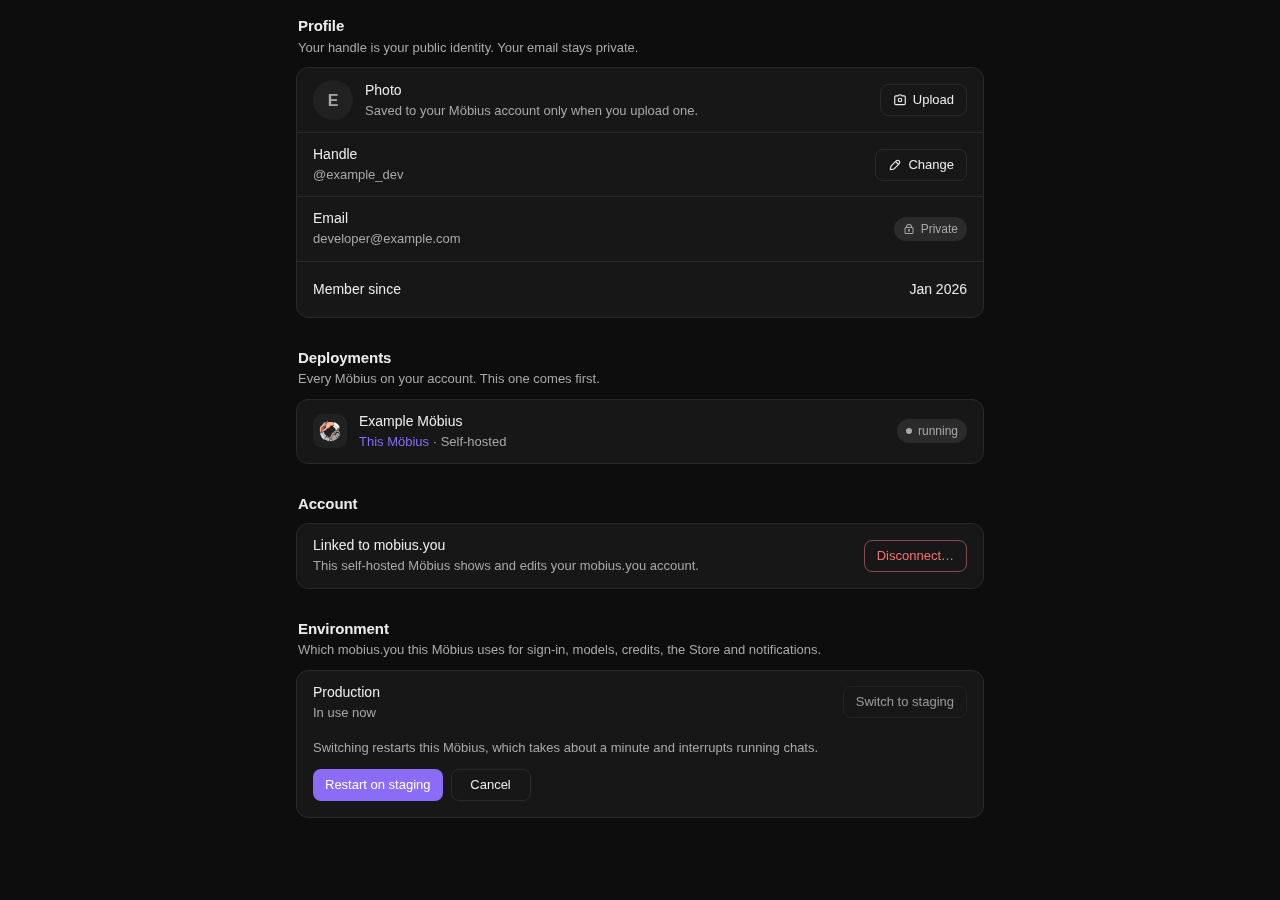 Profile
Your handle is your public identity. Your email stays private.
E
Photo
Saved to your Möbius account only when you upload one.
Upload
Handle
@example_dev
Change
Email
developer@example.com
Private
Member since
Jan 2026
Deployments
Every Möbius on your account. This one comes first.
Example Möbius
This Möbius · Self-hosted
running
Account
Linked to mobius.you
This self-hosted Möbius shows and edits your mobius.you account.
Disconnect…
Environment
Which mobius.you this Möbius uses for sign-in, models, credits, the Store and notifications.
Production
In use now
Switch to staging
Switching restarts this Möbius, which takes about a minute and interrupts running chats.
Restart on staging
Cancel